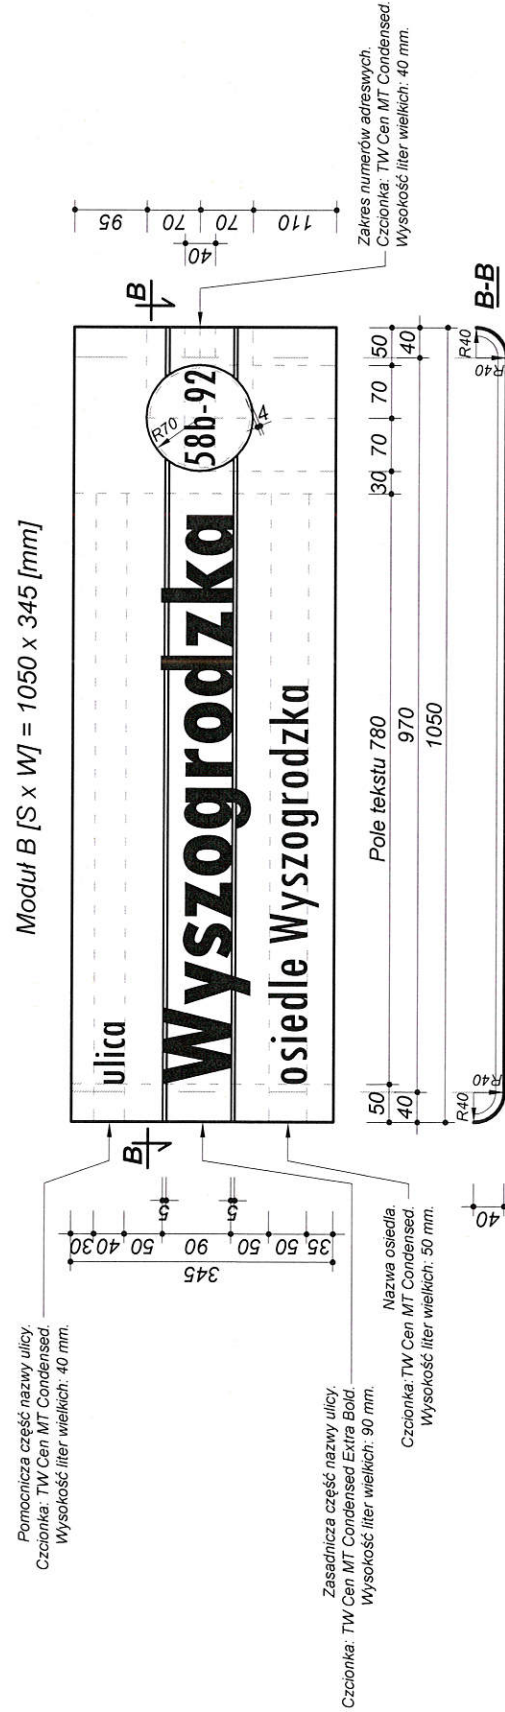 Moduł B [S x W] = 1050 x 345 [mm]
Pomocnicza część nazwy ulicy.
Czcionka: TW Cen MT Condensed.
Wysokość liter wielkich: 40 mm.
Zasadnicza część nazwy ulicy.
Czcionka: TW Cen MT Condensed Extra Bold.
Wysokość liter wielkich: 90 mm.
Nazwa osiedla.
Czcionka:TW Cen MT Condensed.
Wysokość liter wielkich: 50 mm.
345
30
40
50
90
50
50
35
5
5
B
B
ulica
Wyszogrodzka
osiedle Wyszogrodzka
R70
58b-92
4
95
70
70
110
40
Zakres numerów adreswych.
Czcionka: TW Cen MT Condensed.
Wysokość liter wielkich: 40 mm.
50
Pole tekstu 780
30
70
70
50
40
970
40
1050
40
R40
R40
R40
R40
B-B